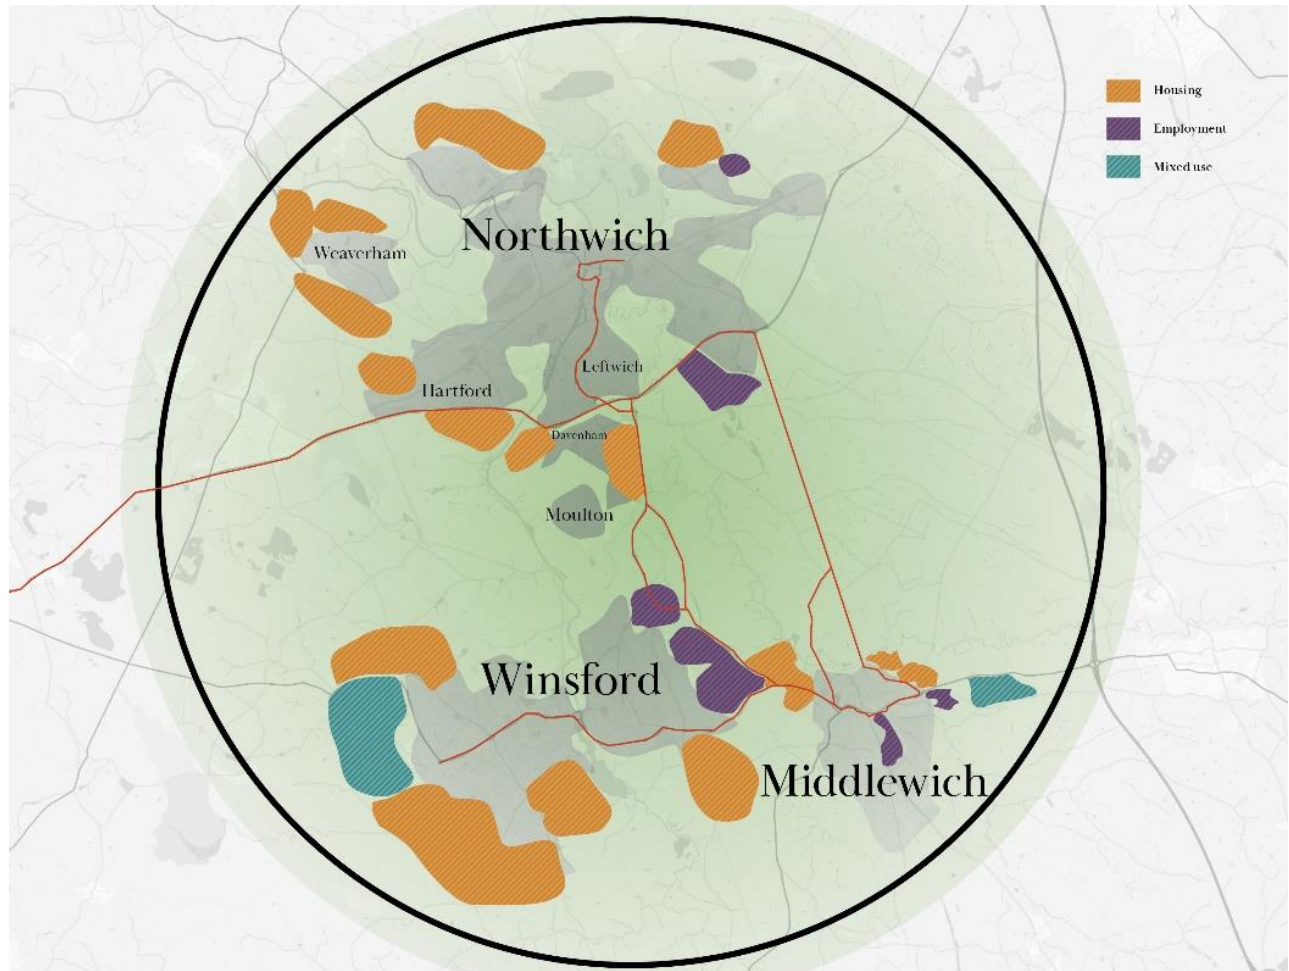 Housing
Employment
Mixed use
Northwich
Weaverham
Leftwich
Hartford
Davenham
Moulton
Winsford
Middlewich